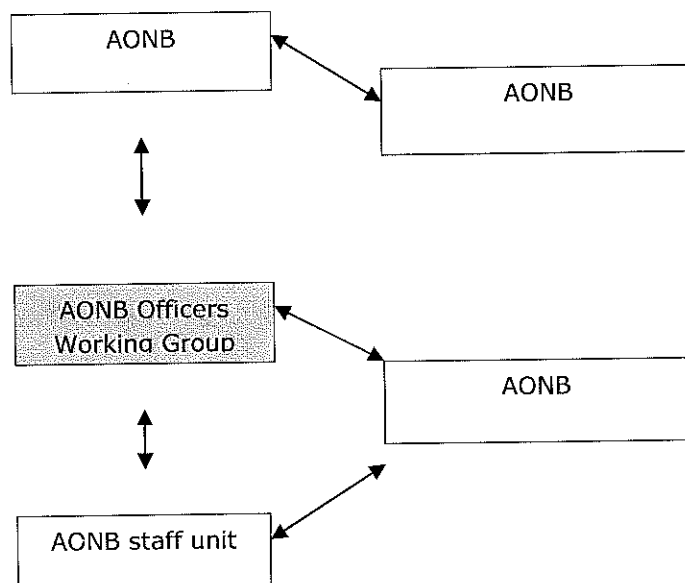 AONB
AONB
AONB Officers
Working Group
AONB
AONB staff unit